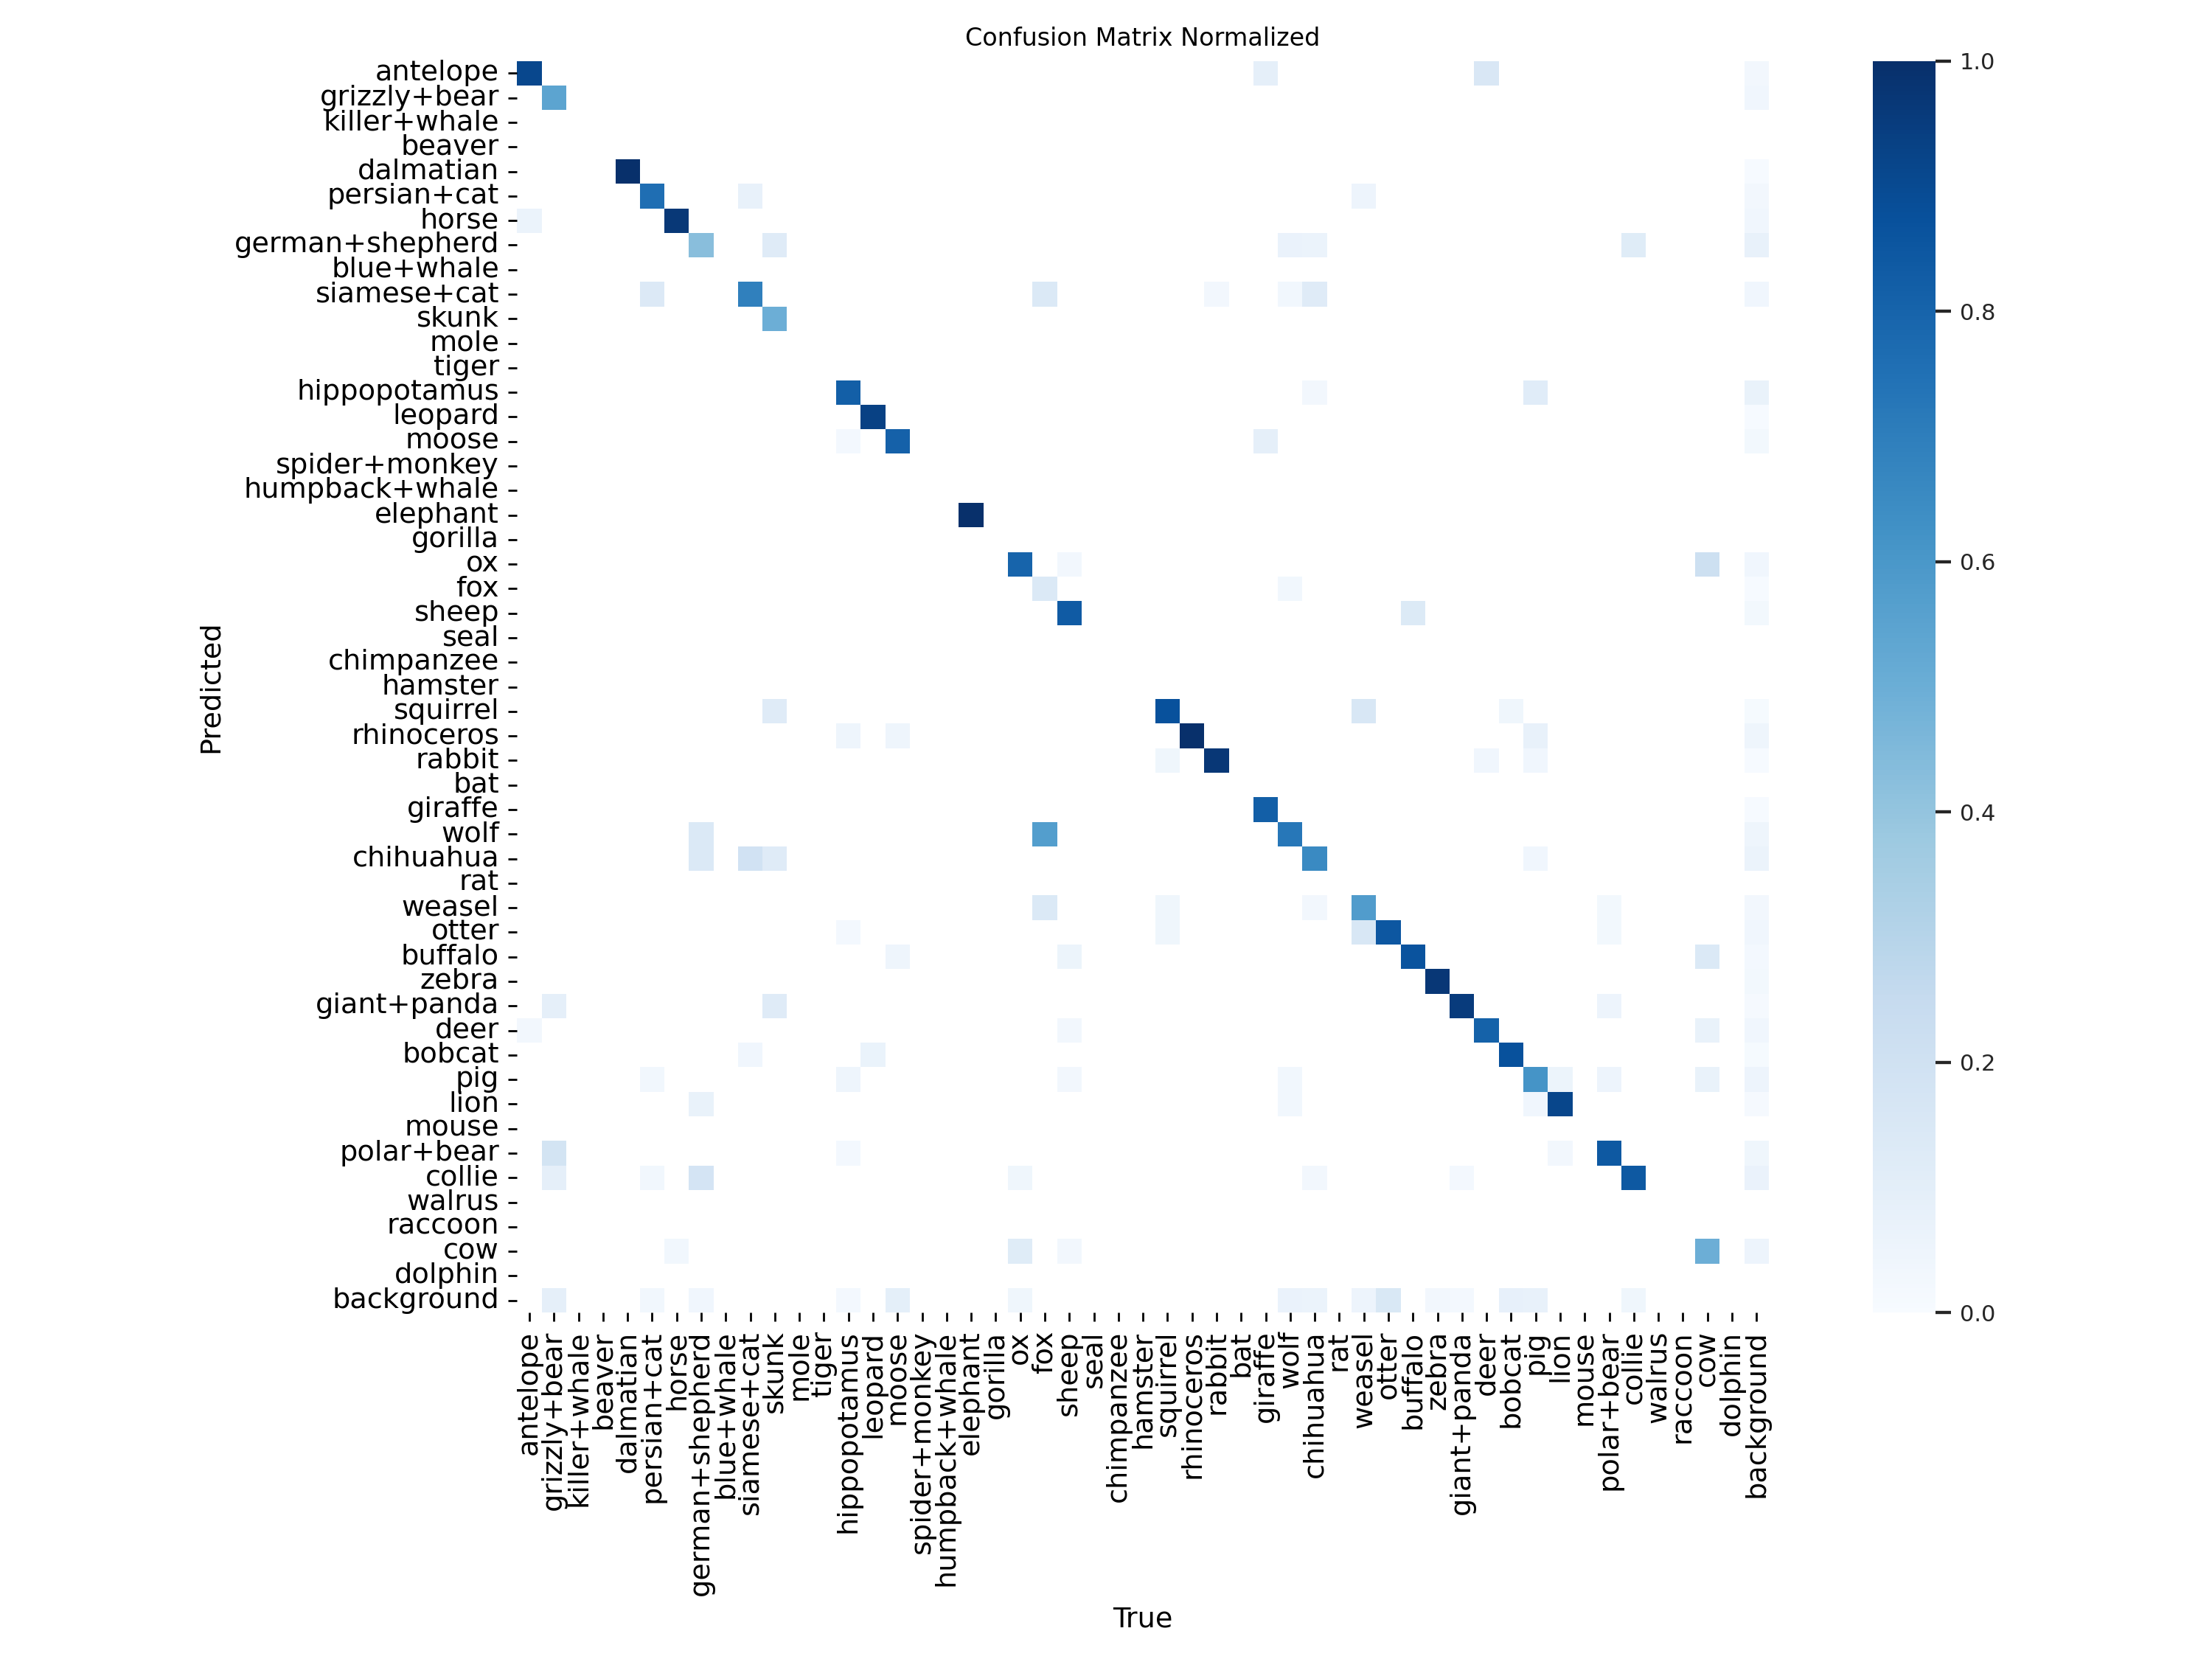 Confusion Matrix Normalized
antelope
grizzly+bear
killer+whale
beaver
dalmatian
persian+cat
horse
german+shepherd
blue+whale
siamese+cat
skunk
mole
tiger
hippopotamus
leopard
moose
spider+monkey
humpback+whale
elephant
gorilla
ox
fox
sheep
seal
chimpanzee
hamster
squirrel
rhinoceros
rabbit
bat
giraffe
wolf
chihuahua
rat
weasel
otter
buffalo
zebra
giant+panda
deer
bobcat
pig
lion
mouse
polar+bear
collie
walrus
raccoon
cow
dolphin
background
Predicted
antelope
grizzly+bear
killer+whale
beaver
dalmatian
persian+cat
horse
german+shepherd
blue+whale
siamese+cat
skunk
mole
tiger
hippopotamus
leopard
moose
spider+monkey
humpback+whale
elephant
gorilla
ox
fox
sheep
seal
chimpanzee
hamster
squirrel
rhinoceros
rabbit
bat
giraffe
wolf
chihuahua
rat
weasel
otter
buffalo
zebra
giant+panda
deer
bobcat
pig
lion
mouse
polar+bear
collie
walrus
raccoon
cow
dolphin
background
True
1.0
0.8
0.6
0.4
0.2
0.0